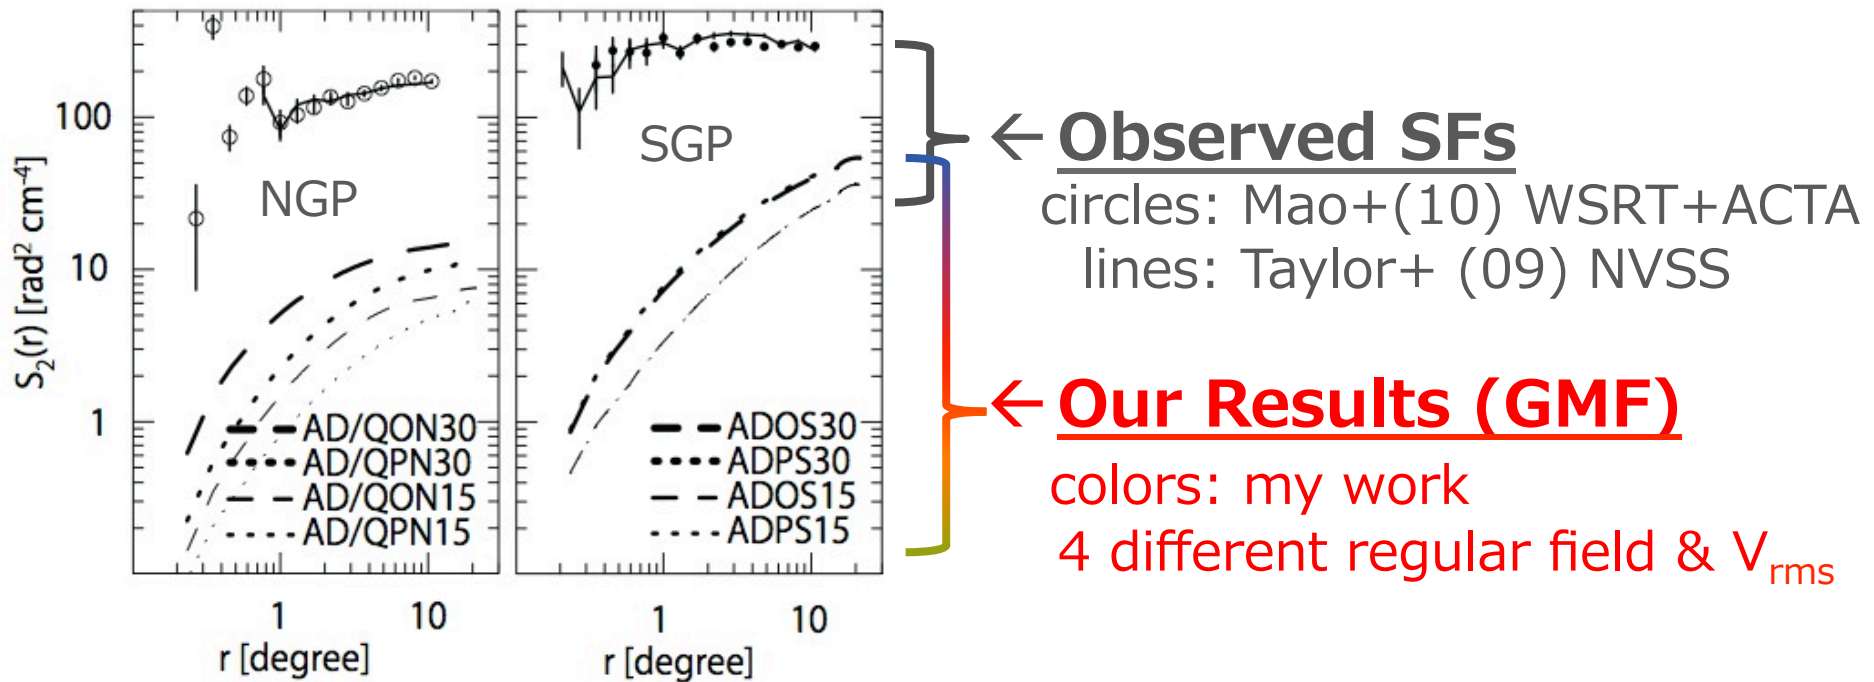 S2(r) [rad2 cm-4]
100
10
1
NGP
AD/QON30
AD/QPN30
AD/QON15
AD/QPN15
1 10
r [degree]
SGP
ADOS30
ADPS30
ADOS15
ADPS15
1 10
r [degree]
← Observed SFs
circles: Mao+(10) WSRT+ACTA
lines: Taylor+ (09) NVSS
← Our Results (GMF)
colors: my work
4 different regular field & Vrms